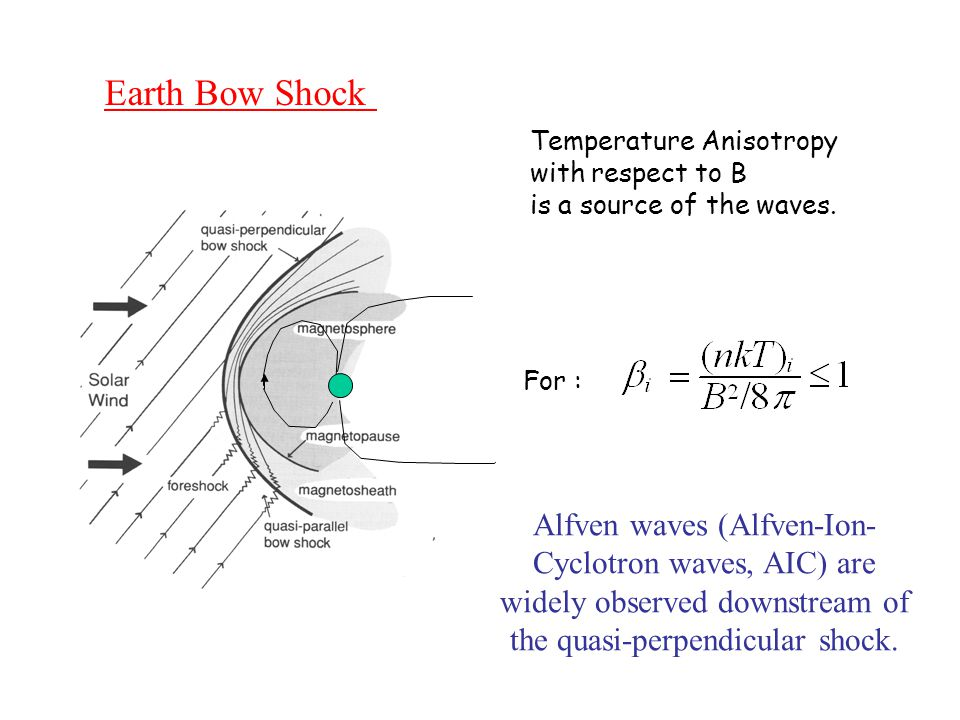 Earth Bow Shock
Temperature Anisotropy
with respect to B
is a source of the waves.
quasi-perpendicular
bow shock
magnetosphere
Solar
Wind
For :
βᵢ = (nkT)ᵢ / B²/8π ≤ 1
magnetopause
foreshock
magnetosheath
quasi-parallel
bow shock
Alfven waves (Alfven-Ion-
Cyclotron waves, AIC) are
widely observed downstream of
the quasi-perpendicular shock.